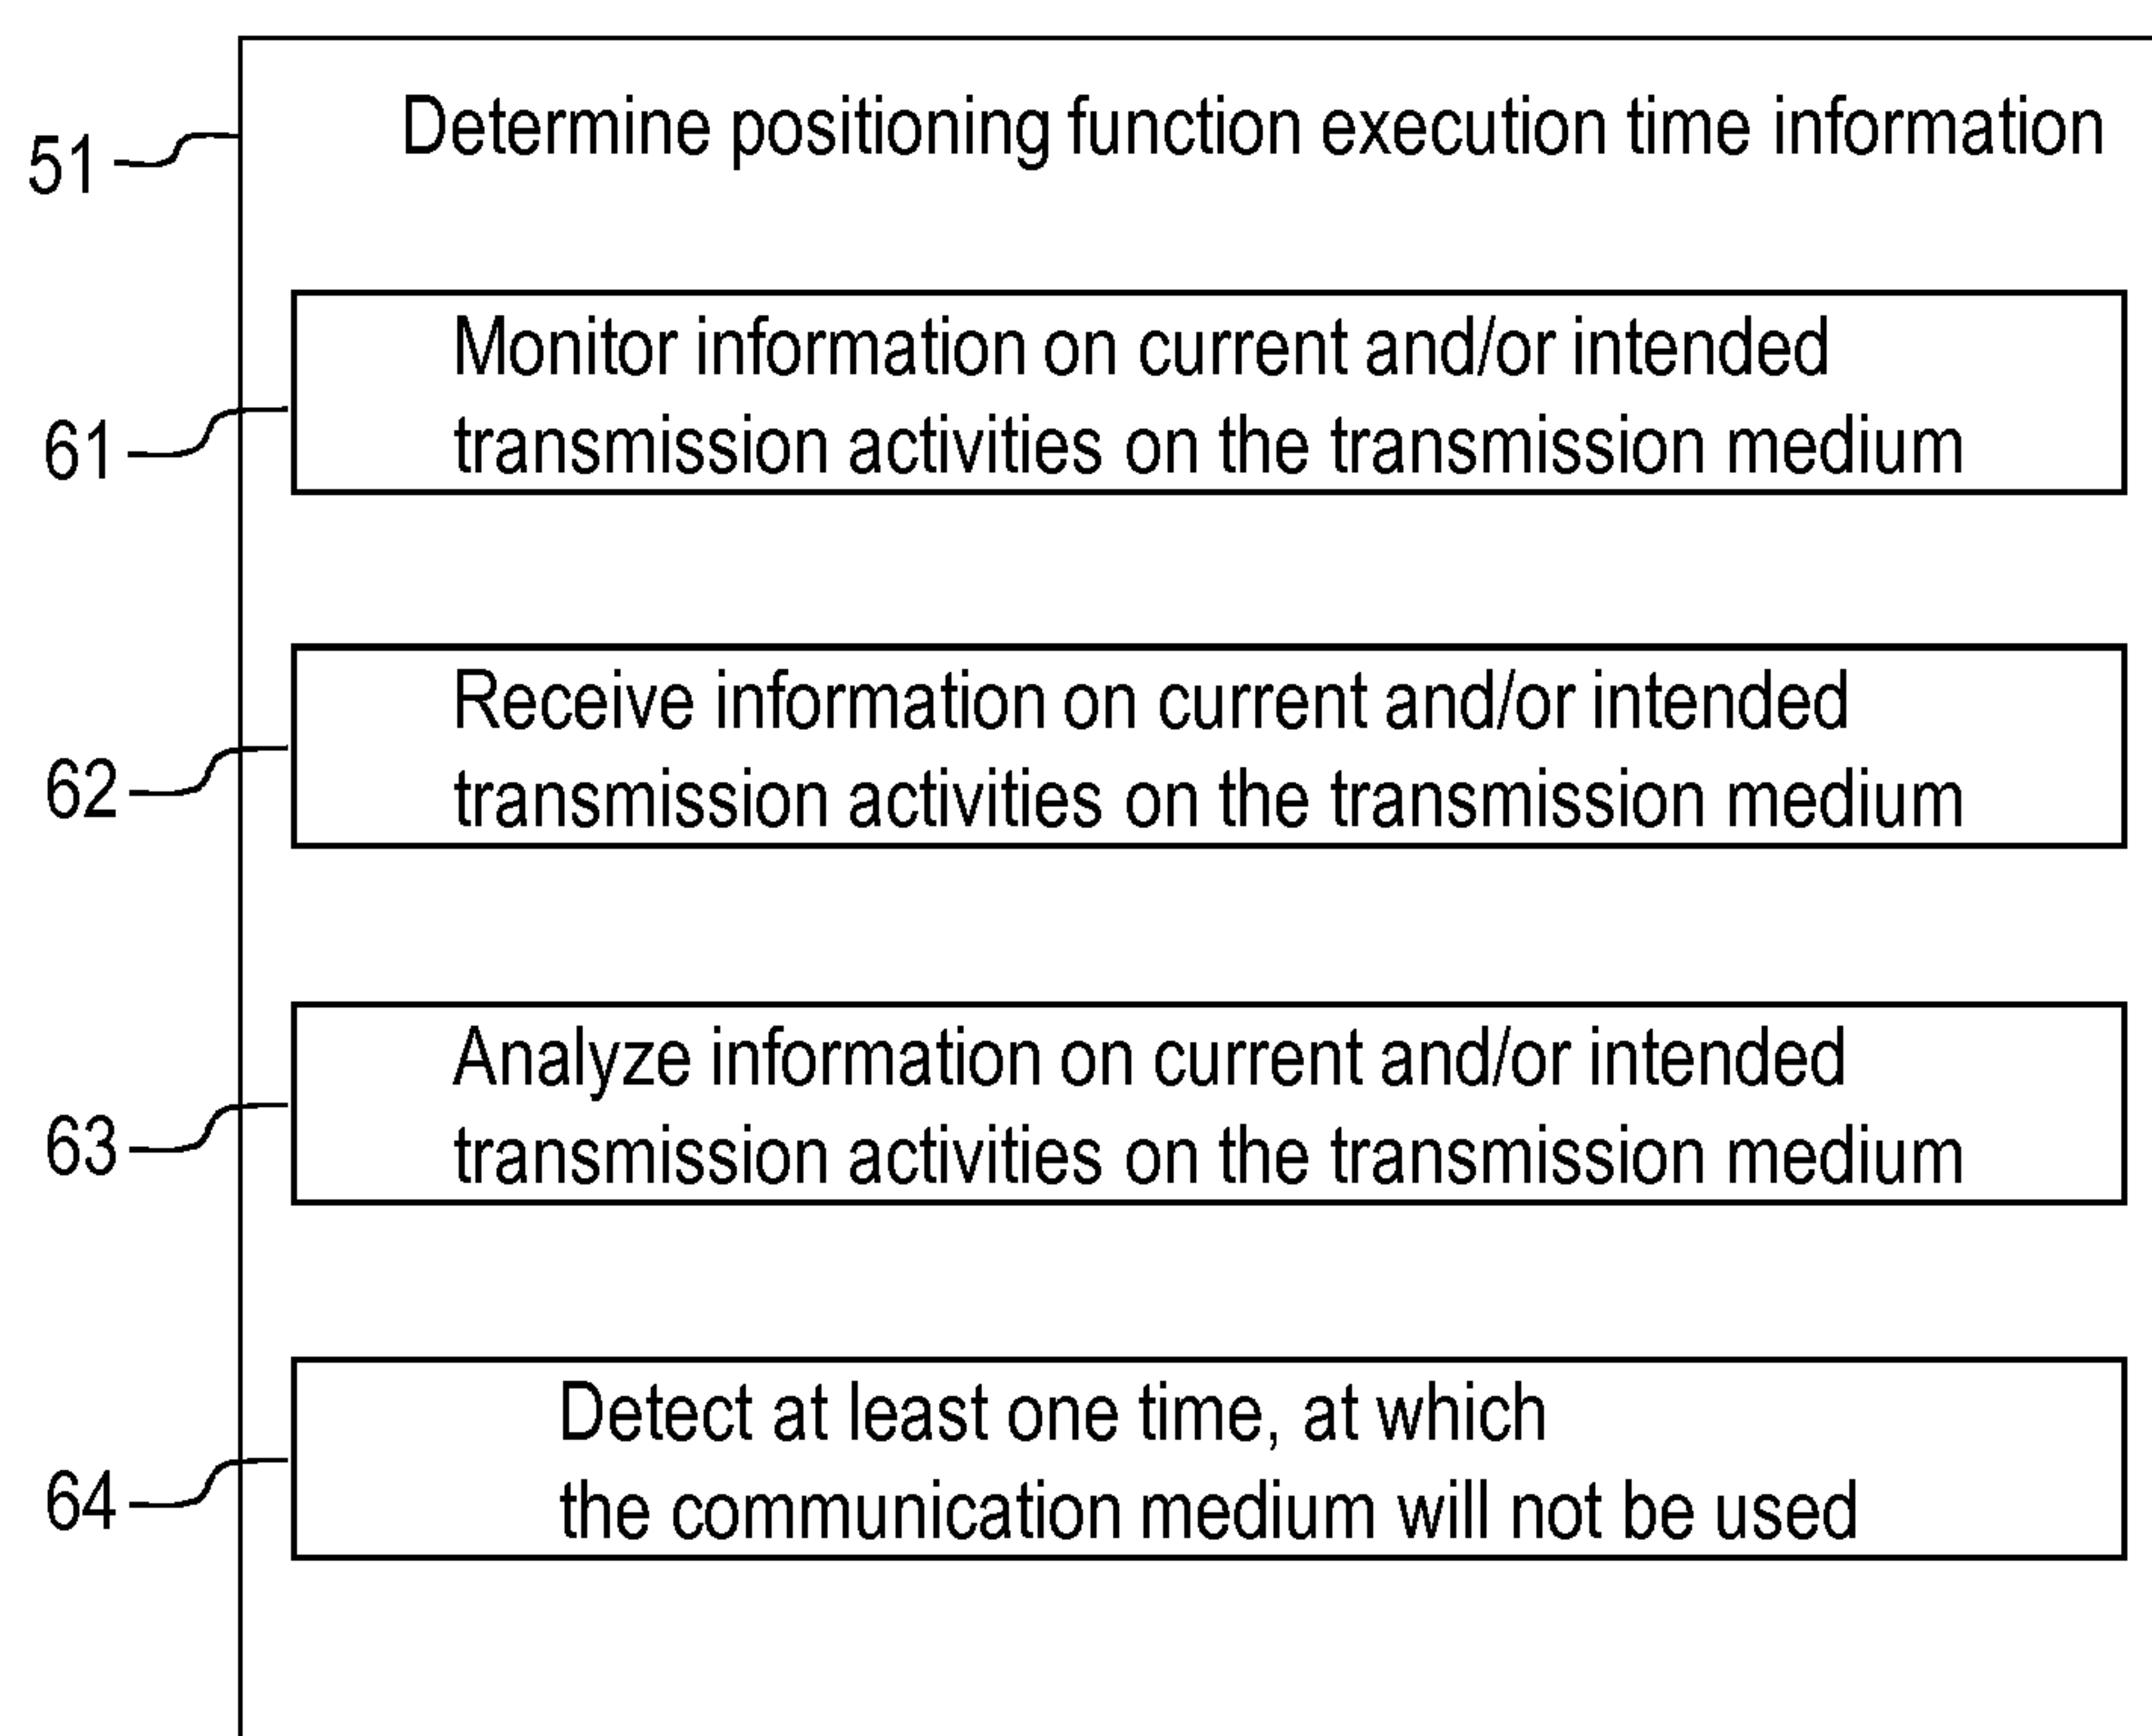 Determine positioning function execution time information
51
Monitor information on current and/or intended
transmission activities on the transmission medium
61
Receive information on current and/or intended
transmission activities on the transmission medium
62
Analyze information on current and/or intended
transmission activities on the transmission medium
63
Detect at least one time, at which
the communication medium will not be used
64